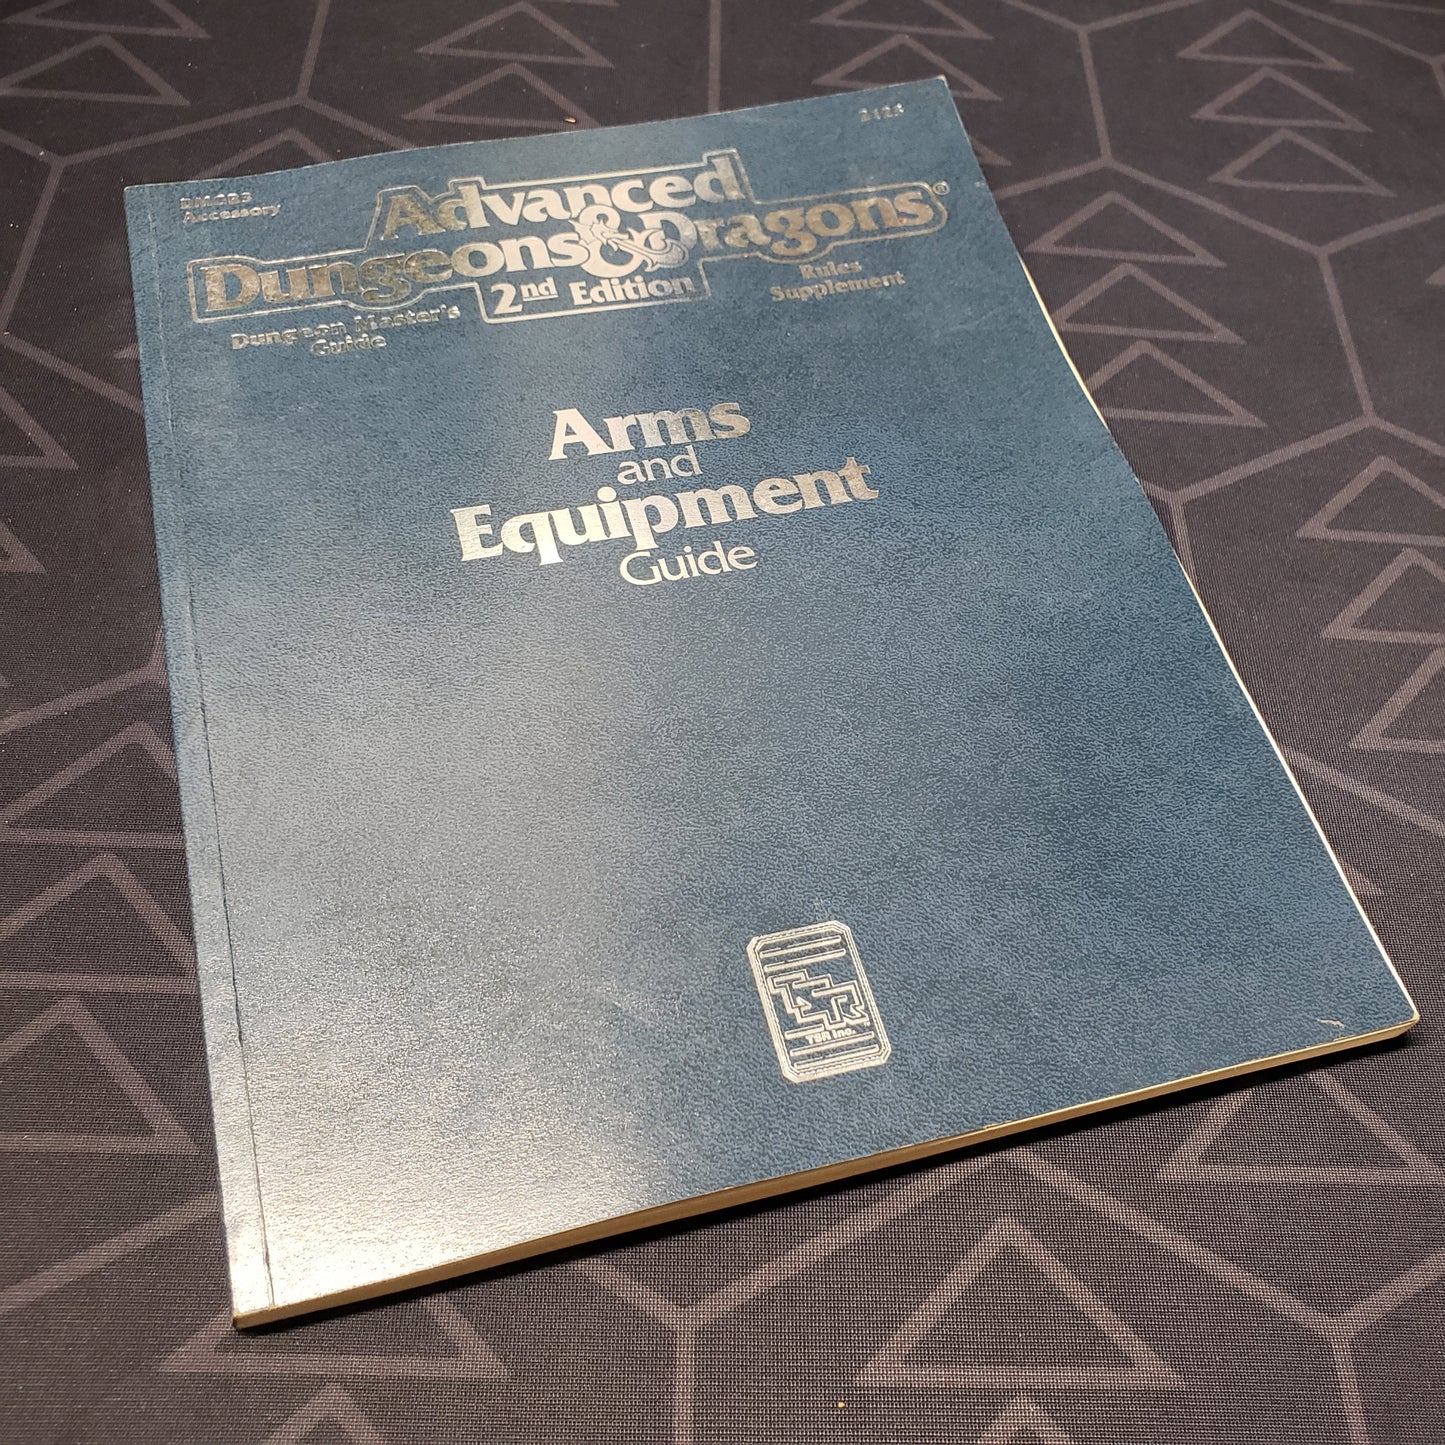 DMGR3
Accessory
2123
Advanced
Dungeons & Dragons®
2nd Edition
Dungeon Master's
Guide
Rules
Supplement
Arms
and
Equipment
Guide
TSR
TSR Inc.